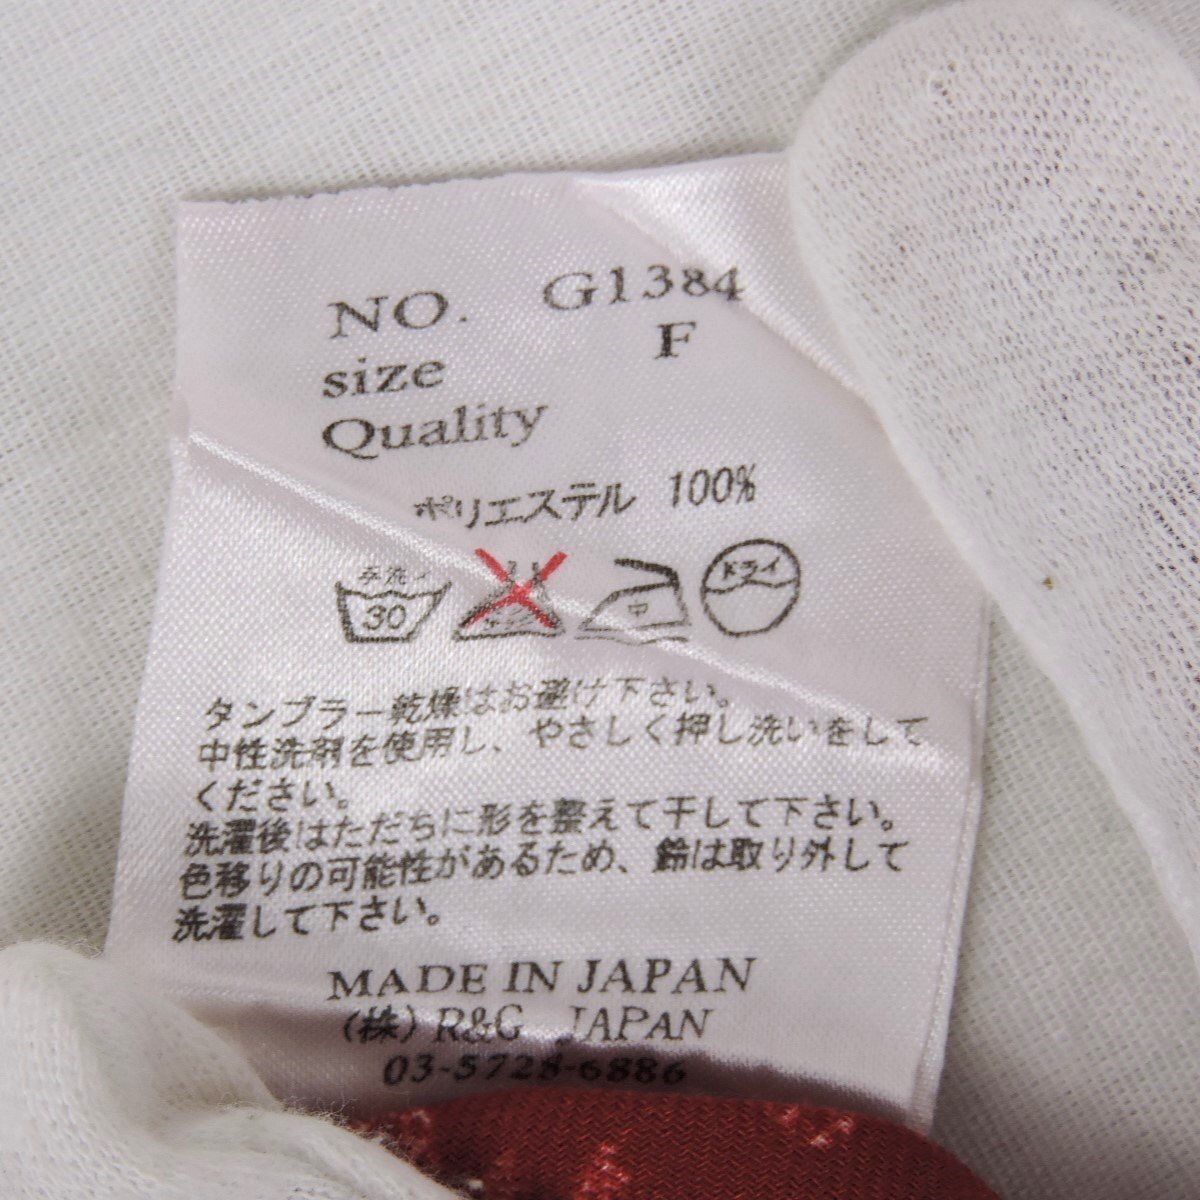 NO. G1384
size F
Quality
ポリエステル 100%
手洗イ
30
中
ドライ
タンブラー乾燥はお避け下さい。
中性洗剤を使用し、やさしく押し洗いをして
ください。
洗濯後はただちに形を整えて干して下さい。
色移りの可能性があるため、鈴は取り外して
洗濯して下さい。
MADE IN JAPAN
(株) R&G JAPAN
03-5728-6886